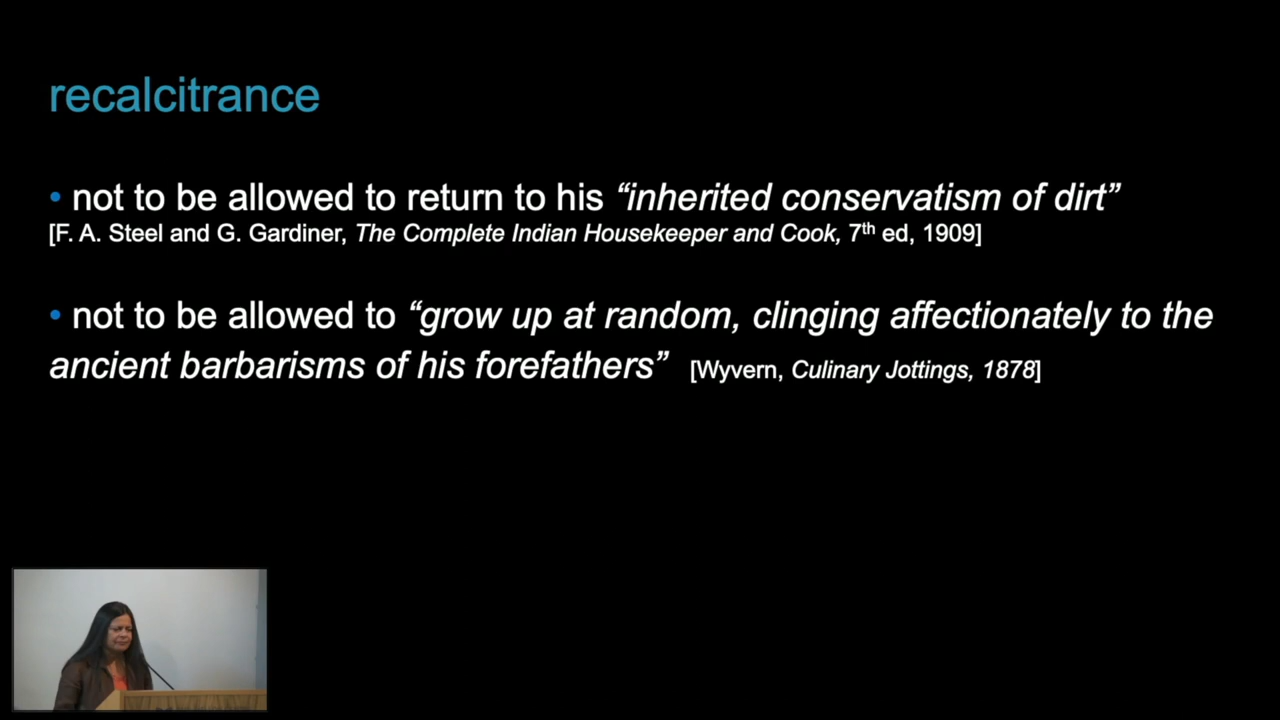 recalcitrance
• not to be allowed to return to his “inherited conservatism of dirt”
[F. A. Steel and G. Gardiner, The Complete Indian Housekeeper and Cook, 7th ed, 1909]
• not to be allowed to “grow up at random, clinging affectionately to the
ancient barbarisms of his forefathers” [Wyvern, Culinary Jottings, 1878]